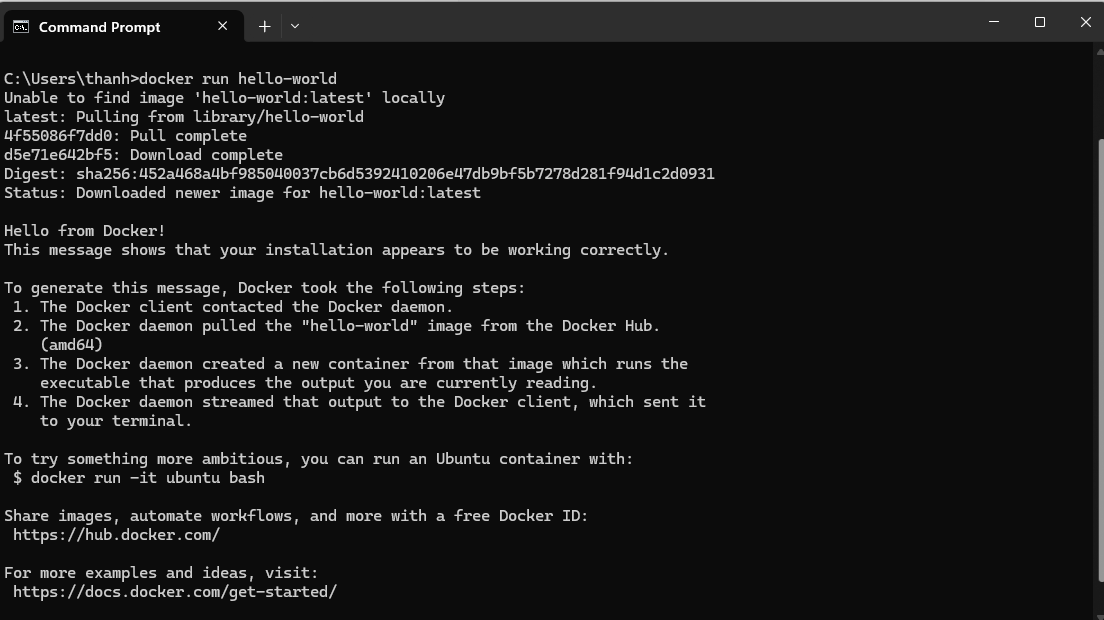 Command Prompt
C:\Users\thanh>docker run hello-world
Unable to find image 'hello-world:latest' locally
latest: Pulling from library/hello-world
4f55086f7dd0: Pull complete
d5e71e642bf5: Download complete
Digest: sha256:452a468a4bf985040037cb6d5392410206e47db9bf5b7278d281f94d1c2d0931
Status: Downloaded newer image for hello-world:latest
Hello from Docker!
This message shows that your installation appears to be working correctly.
To generate this message, Docker took the following steps:
1. The Docker client contacted the Docker daemon.
2. The Docker daemon pulled the "hello-world" image from the Docker Hub.
(amd64)
3. The Docker daemon created a new container from that image which runs the
executable that produces the output you are currently reading.
4. The Docker daemon streamed that output to the Docker client, which sent it
to your terminal.
To try something more ambitious, you can run an Ubuntu container with:
$ docker run -it ubuntu bash
Share images, automate workflows, and more with a free Docker ID:
https://hub.docker.com/
For more examples and ideas, visit:
https://docs.docker.com/get-started/